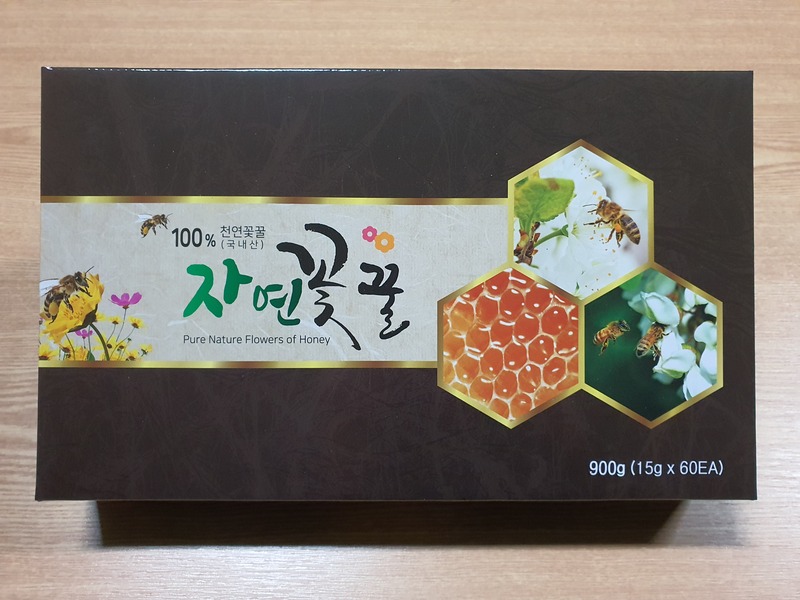 100% 천연꽃꿀
(국내산)
자연꽃꿀
Pure Nature Flowers of Honey
900g (15g x 60EA)